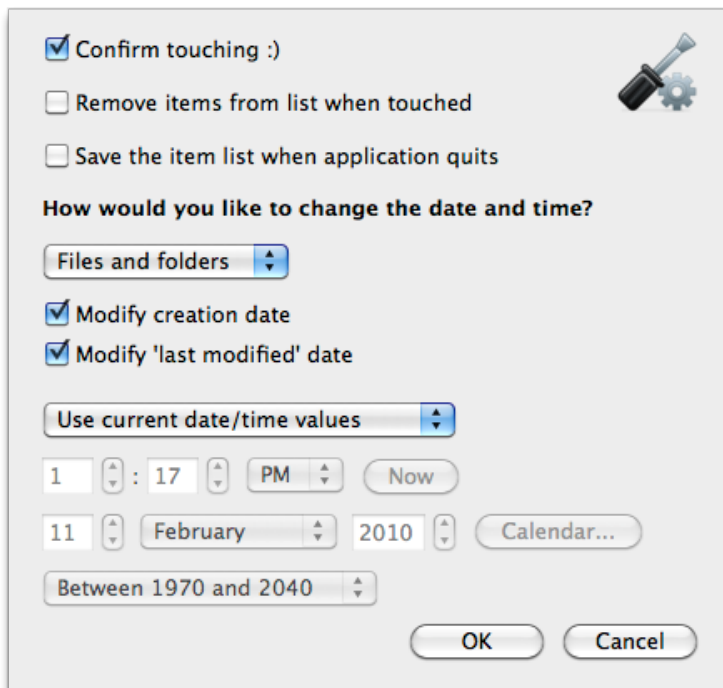 Confirm touching :)
Remove items from list when touched
Save the item list when application quits
How would you like to change the date and time?
Files and folders
Modify creation date
Modify 'last modified' date
Use current date/time values
1 : 17 PM Now
11 February 2010 Calendar...
Between 1970 and 2040
OK Cancel